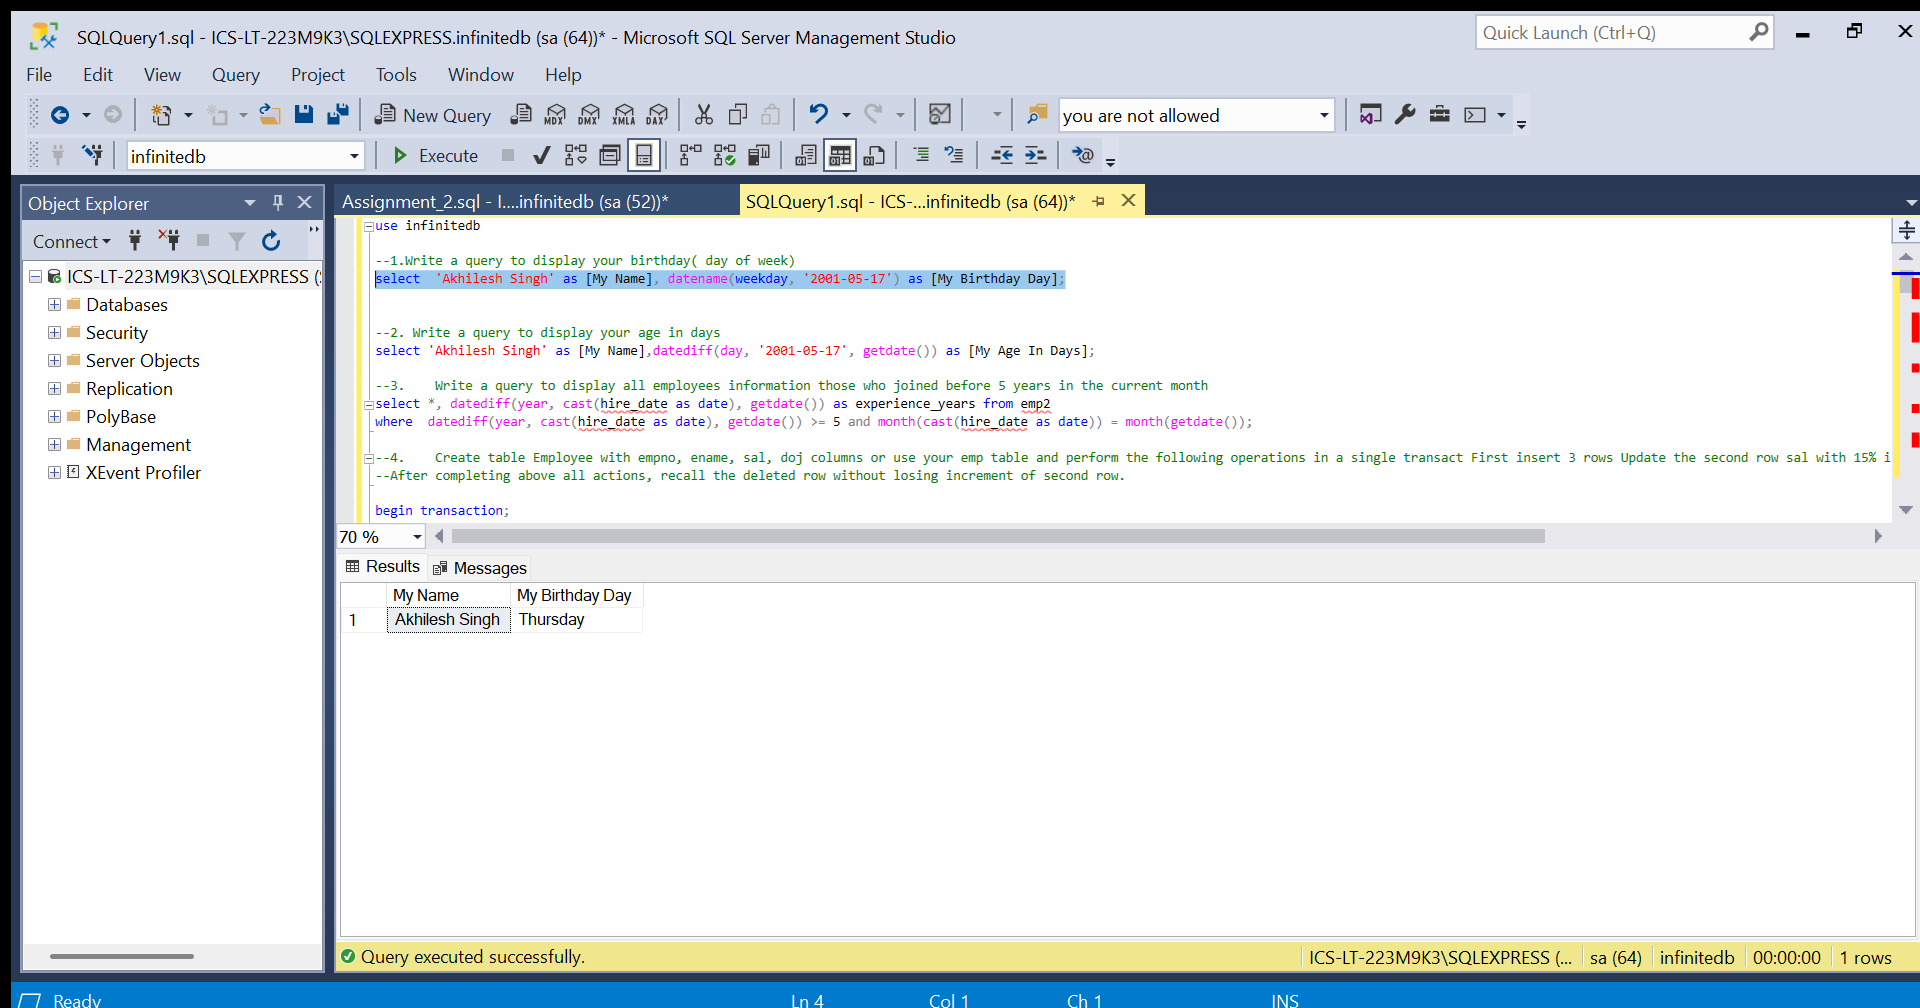 SQLQuery1.sql - ICS-LT-223M9K3\SQLEXPRESS.infinitedb (sa (64))* - Microsoft SQL Server Management Studio
Quick Launch (Ctrl+Q)
File Edit View Query Project Tools Window Help
New Query MDX DMX XMLA DAX you are not allowed
infinitedb Execute
Object Explorer
Connect
ICS-LT-223M9K3\SQLEXPRESS (
Databases
Security
Server Objects
Replication
PolyBase
Management
XEvent Profiler
Assignment_2.sql - I....infinitedb (sa (52))* SQLQuery1.sql - ICS-...infinitedb (sa (64))*
use infinitedb
--1.Write a query to display your birthday( day of week)
select  'Akhilesh Singh' as [My Name], datename(weekday, '2001-05-17') as [My Birthday Day];
--2. Write a query to display your age in days
select 'Akhilesh Singh' as [My Name],datediff(day, '2001-05-17', getdate()) as [My Age In Days];
--3.    Write a query to display all employees information those who joined before 5 years in the current month
select *, datediff(year, cast(hire_date as date), getdate()) as experience_years from emp2
where  datediff(year, cast(hire_date as date), getdate()) >= 5 and month(cast(hire_date as date)) = month(getdate());
--4.    Create table Employee with empno, ename, sal, doj columns or use your emp table and perform the following operations in a single transact First insert 3 rows Update the second row sal with 15% i
--After completing above all actions, recall the deleted row without losing increment of second row.
begin transaction;
70 %
Results Messages
My Name My Birthday Day
1 Akhilesh Singh Thursday
Query executed successfully. ICS-LT-223M9K3\SQLEXPRESS (... sa (64) infinitedb 00:00:00 1 rows
Ready Ln 4 Col 1 Ch 1 INS